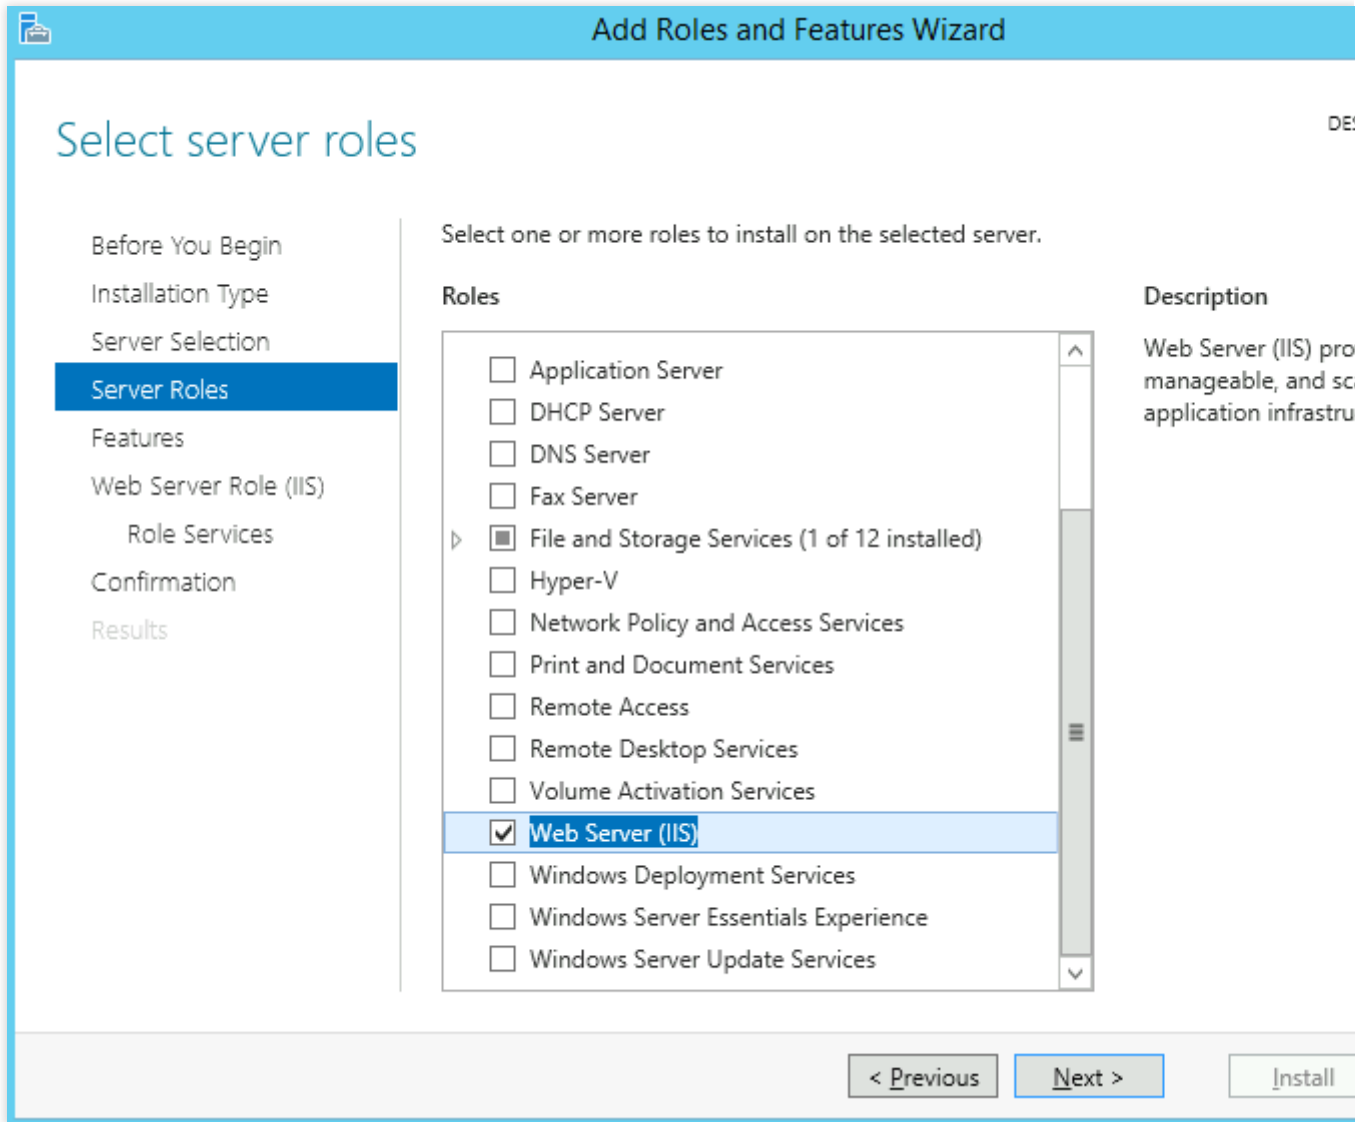 Add Roles and Features Wizard
Select server roles
Before You Begin
Installation Type
Server Selection
Server Roles
Features
Web Server Role (IIS)
Role Services
Confirmation
Results
Select one or more roles to install on the selected server.
Roles
Application Server
DHCP Server
DNS Server
Fax Server
File and Storage Services (1 of 12 installed)
Hyper-V
Network Policy and Access Services
Print and Document Services
Remote Access
Remote Desktop Services
Volume Activation Services
Web Server (IIS)
Windows Deployment Services
Windows Server Essentials Experience
Windows Server Update Services
Description
Web Server (IIS)
manageable, and
application
< Previous
Next >
Install